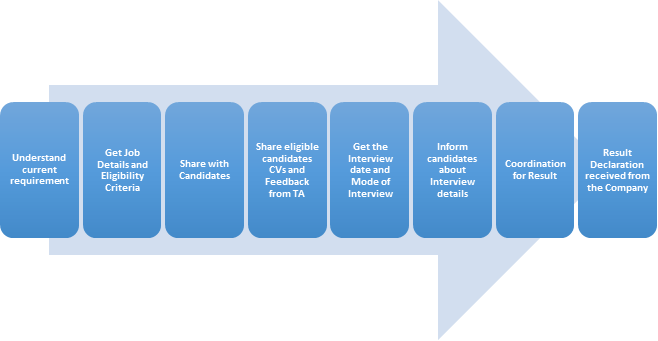 Understand
current
requirement
Get Job
Details and
Eligibility
Criteria
Share with
Candidates
Share eligible
candidates
CVs and
Feedback
from TA
Get the
Interview
date and
Mode of
Interview
Inform
candidates
about
Interview
details
Coordination
for Result
Result
Declaration
received from
the Company